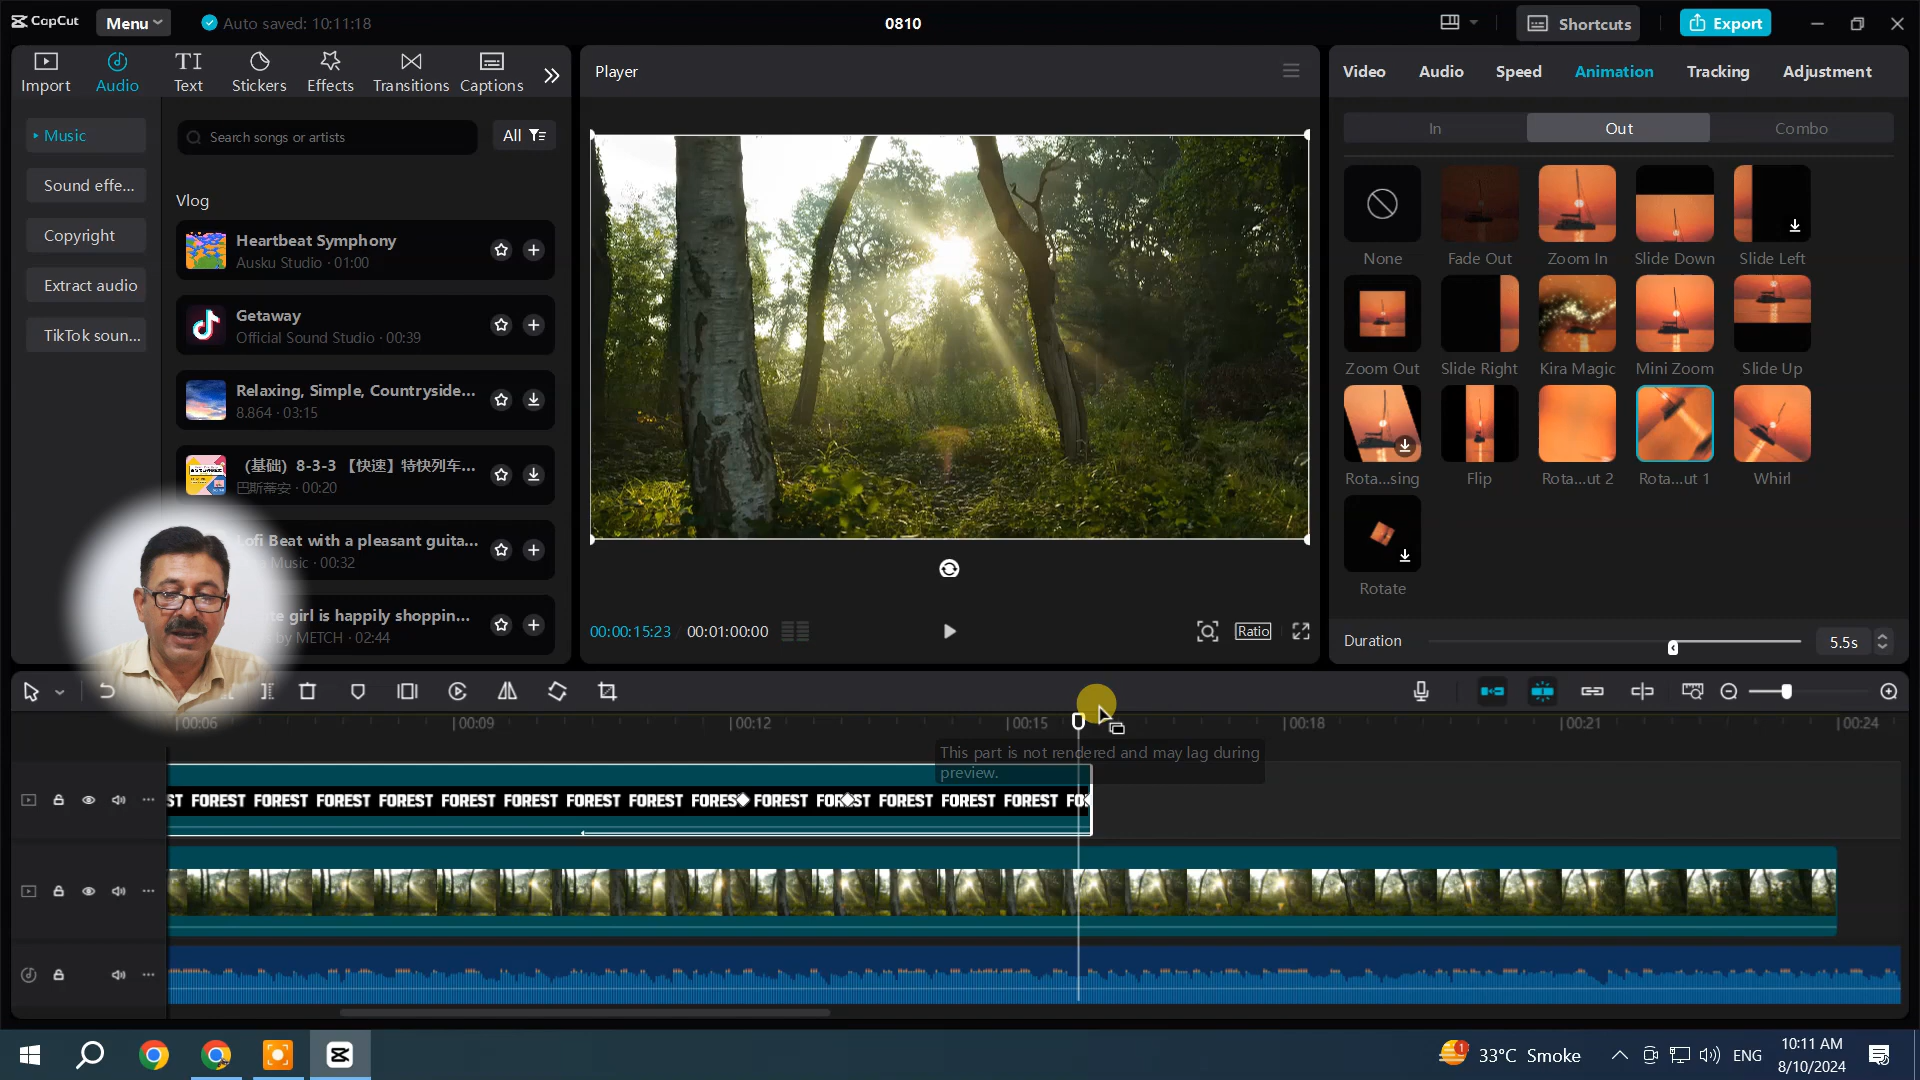 CapCut
Menu
Auto saved: 10:11:18
0810
Shortcuts
Export
Import
Audio
Text
Stickers
Effects
Transitions
Captions
Music
Sound effe...
Copyright
Extract audio
TikTok soun...
Search songs or artists
All
Vlog
Heartbeat Symphony
Ausku Studio · 01:00
Getaway
Official Sound Studio · 00:39
Relaxing, Simple, Countryside...
8.864 · 03:15
(基础) 8-3-3 【快速】特快列车...
巴斯蒂安 · 00:20
Lofi Beat with a pleasant guita...
Music · 00:32
girl is happily shoppin...
by METCH · 02:44
Player
00:00:15:23
00:01:00:00
Ratio
Video
Audio
Speed
Animation
Tracking
Adjustment
In
Out
Combo
None
Fade Out
Zoom In
Slide Down
Slide Left
Zoom Out
Slide Right
Kira Magic
Mini Zoom
Slide Up
Rota...sing
Flip
Rota...ut 2
Rota...ut 1
Whirl
Rotate
Duration
5.5s
00:06
00:09
00:12
00:15
00:18
00:21
00:24
This part is not rendered and may lag during
preview.
ST FOREST FOREST FOREST FOREST FOREST FOREST FOREST FOREST FOREST FOREST FOREST FOREST FOREST FO
33°C Smoke
ENG
10:11 AM
8/10/2024
1